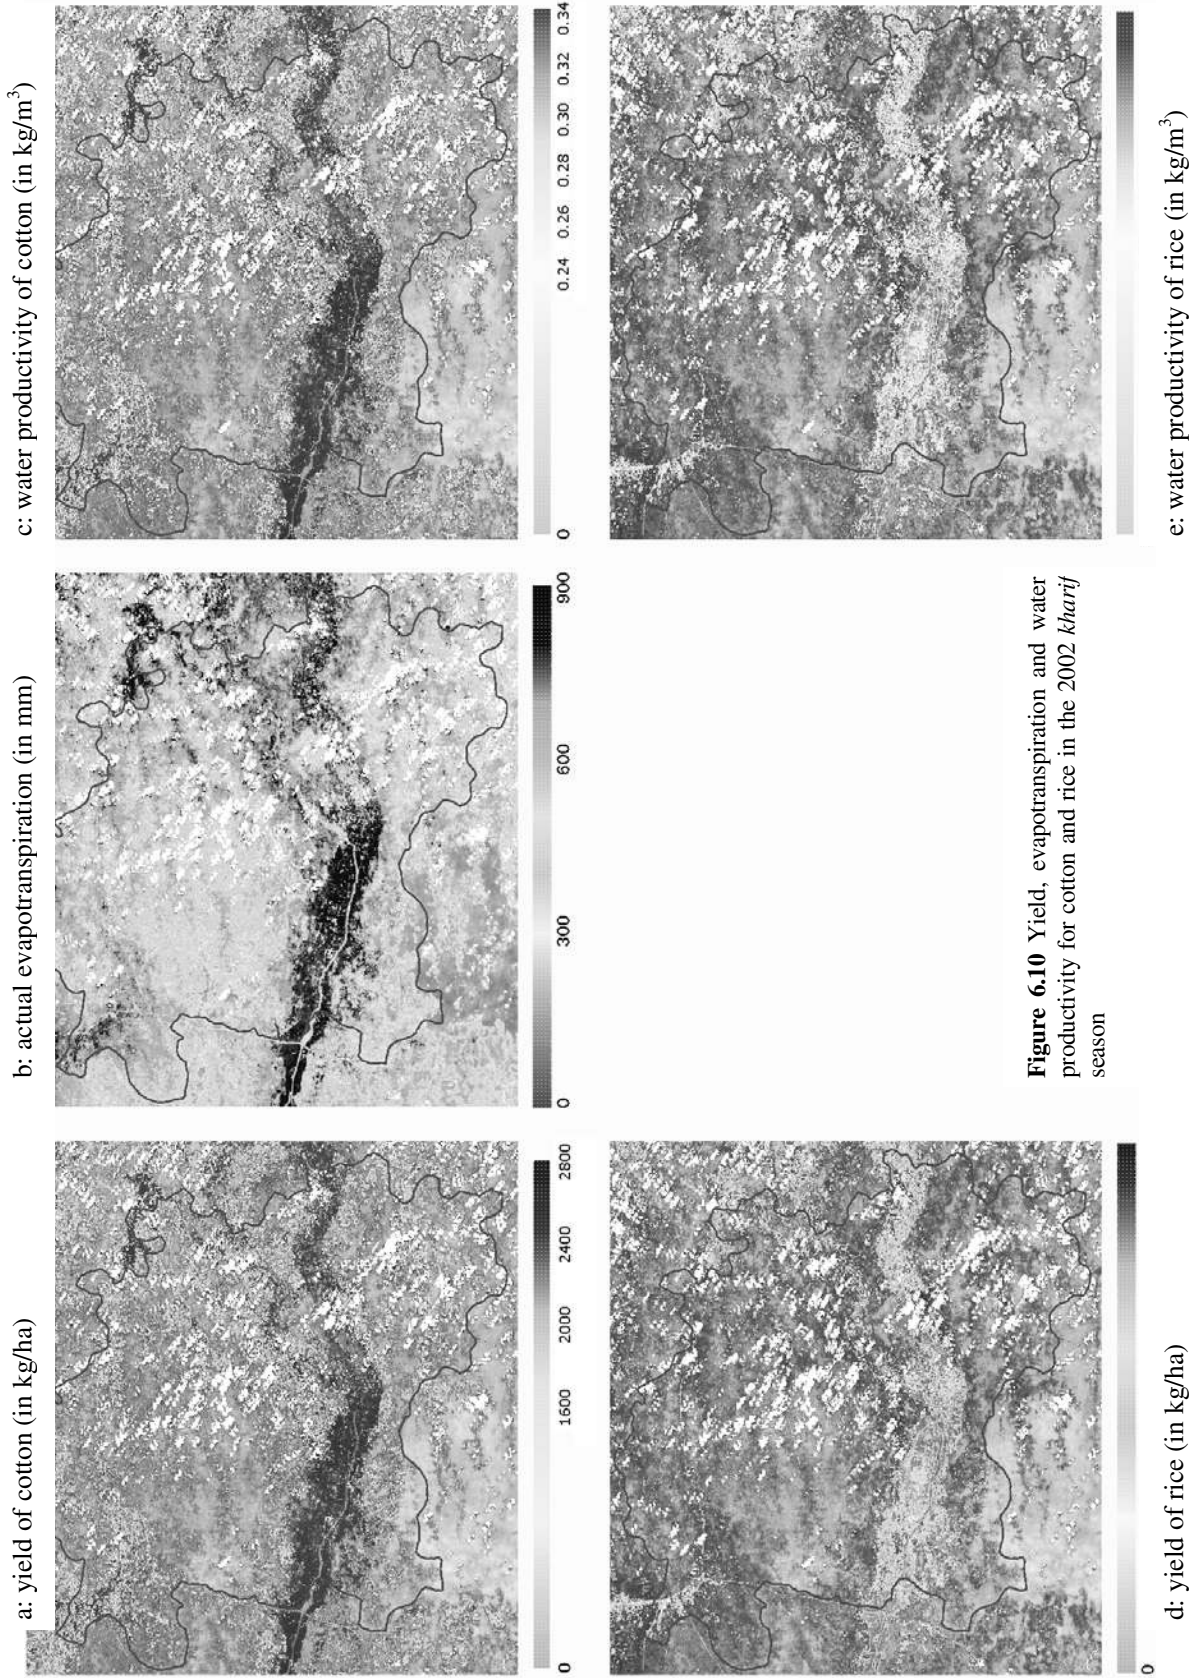 a: yield of cotton (in kg/ha)
0 1600 2000 2400 2800
b: actual evapotranspiration (in mm)
0 300 600 900
c: water productivity of cotton (in kg/m³)
0 0.24 0.26 0.28 0.30 0.32 0.34
d: yield of rice (in kg/ha)
0
Figure 6.10 Yield, evapotranspiration and water
productivity for cotton and rice in the 2002 kharif
season
e: water productivity of rice (in kg/m³)